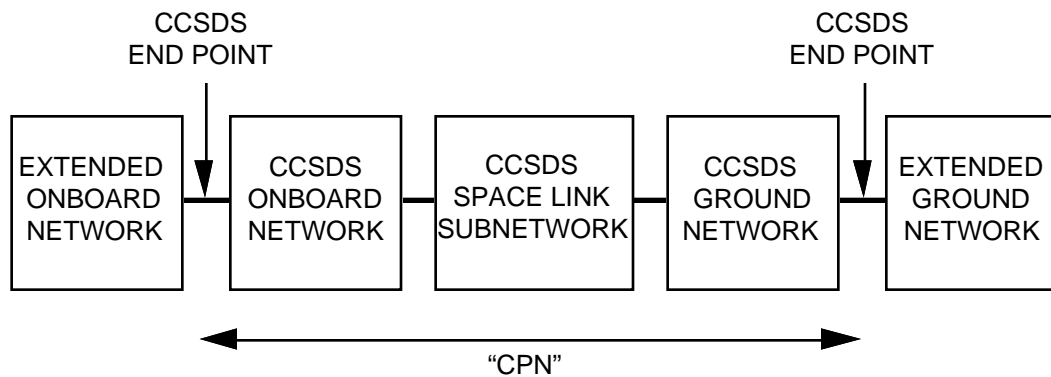 CCSDS
END POINT
CCSDS
END POINT
EXTENDED
ONBOARD
NETWORK
CCSDS
ONBOARD
NETWORK
CCSDS
SPACE LINK
SUBNETWORK
CCSDS
GROUND
NETWORK
EXTENDED
GROUND
NETWORK
“CPN”